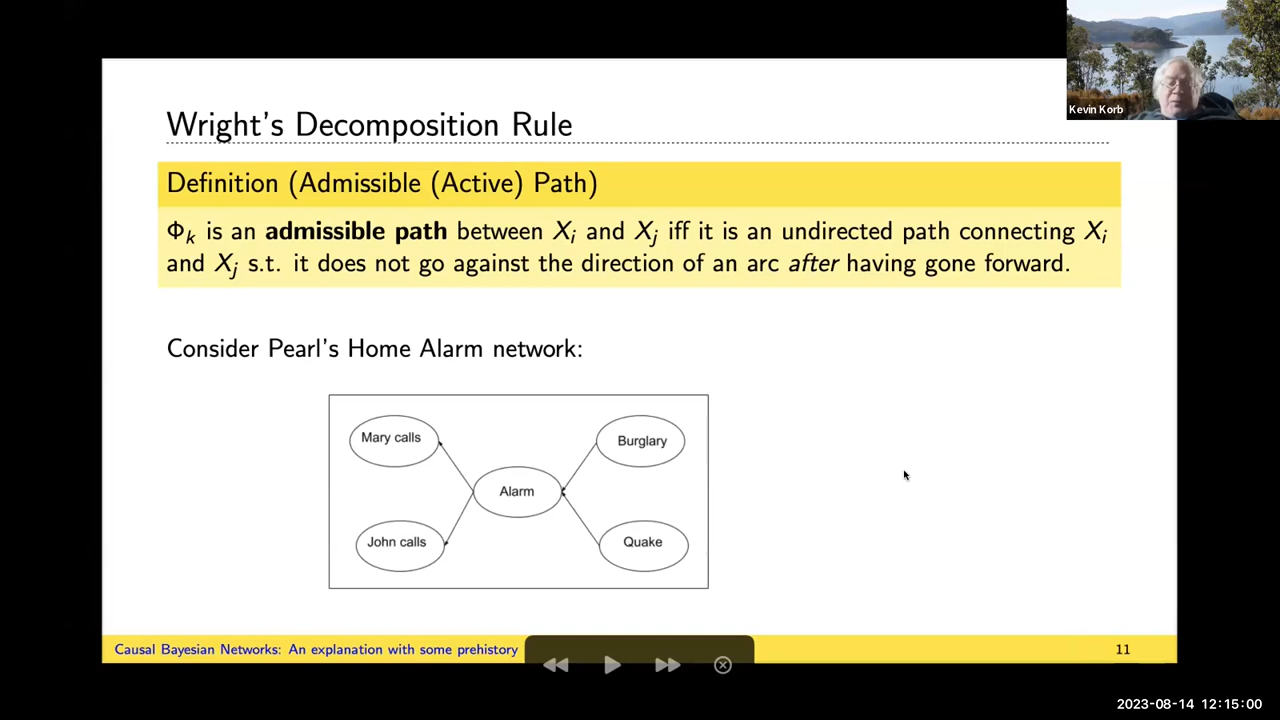 Kevin Korb
Wright's Decomposition Rule
Definition (Admissible (Active) Path)
Φk is an admissible path between Xi and Xj iff it is an undirected path connecting Xi
and Xj s.t. it does not go against the direction of an arc after having gone forward.
Consider Pearl's Home Alarm network:
Mary calls
Burglary
Alarm
John calls
Quake
Causal Bayesian Networks: An explanation with some prehistory
11
2023-08-14 12:15:00